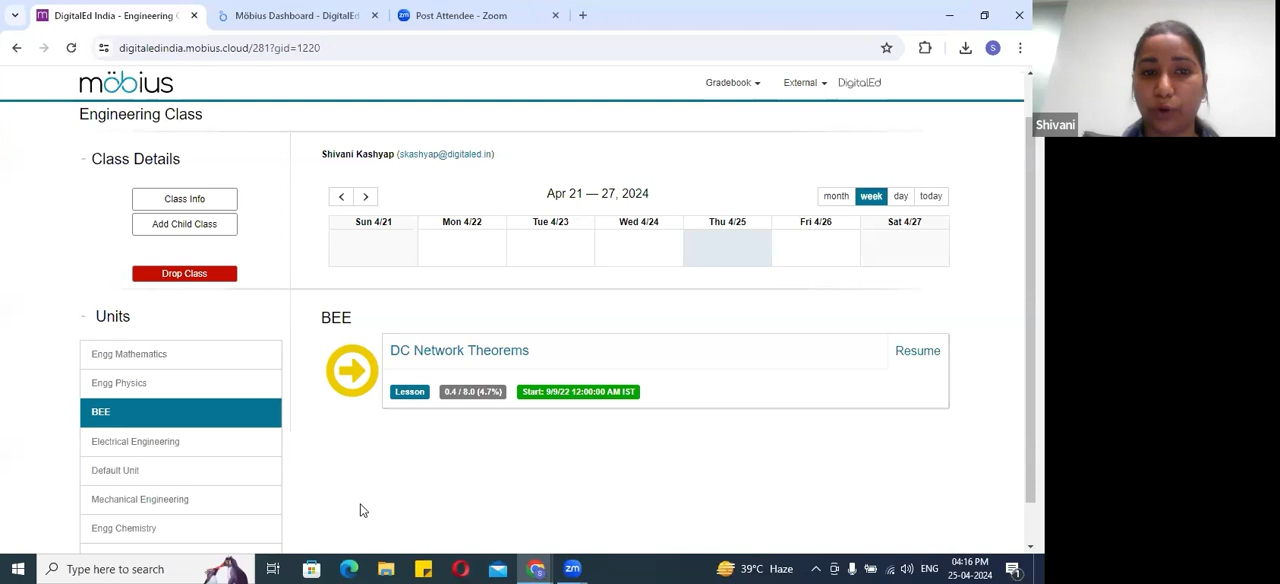 DigitalEd India - Engineering C
Möbius Dashboard - DigitalEd
Post Attendee - Zoom
digitaledindia.mobius.cloud/281?gid=1220
S
möbius
Gradebook
External
DigitalEd
Engineering Class
Class Details
Class Info
Add Child Class
Drop Class
Shivani Kashyap (skashyap@digitaled.in)
Apr 21 — 27, 2024
month
week
day
today
Sun 4/21
Mon 4/22
Tue 4/23
Wed 4/24
Thu 4/25
Fri 4/26
Sat 4/27
Units
Engg Mathematics
Engg Physics
BEE
Electrical Engineering
Default Unit
Mechanical Engineering
Engg Chemistry
BEE
DC Network Theorems
Resume
Lesson
0.4 / 8.0 (4.7%)
Start: 9/9/22 12:00:00 AM IST
Shivani
Type here to search
zm
39°C Haze
ENG
04:16 PM
25-04-2024
1